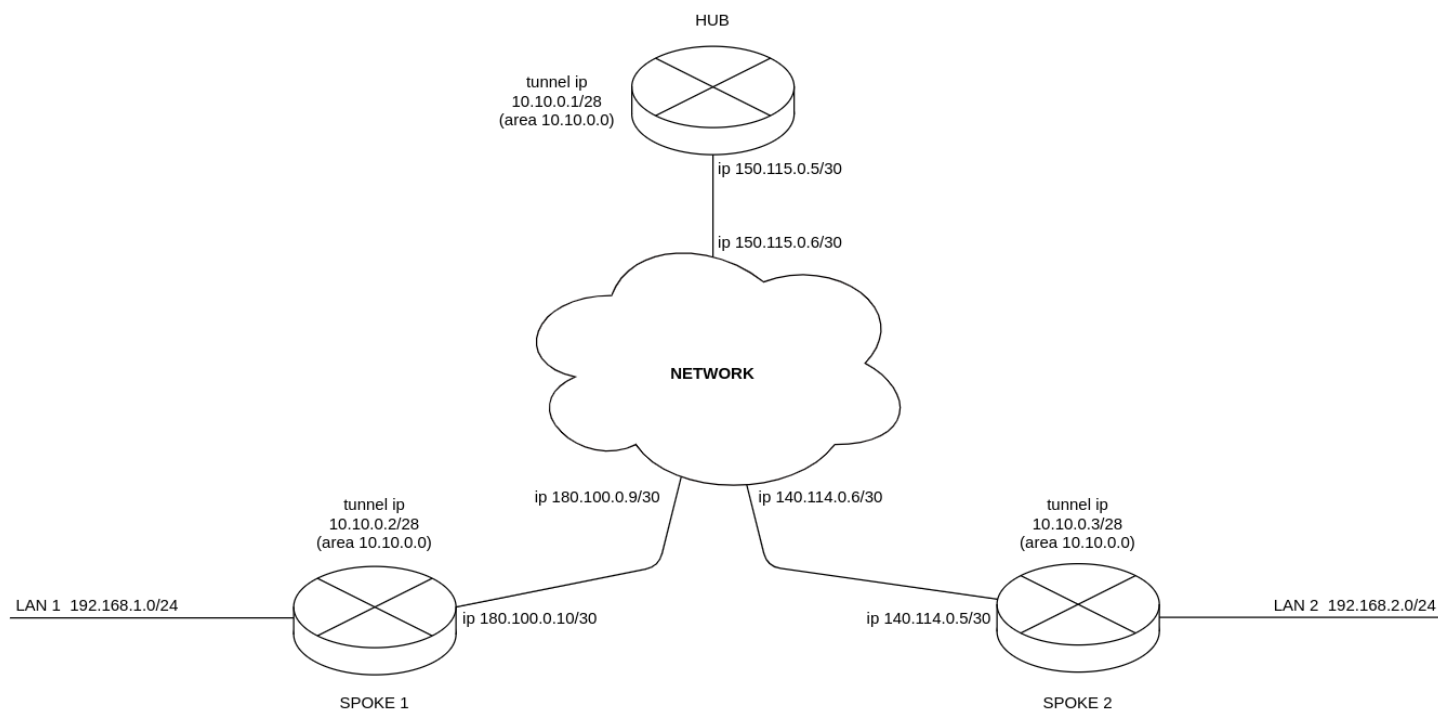 HUB
tunnel ip
10.10.0.1/28
(area 10.10.0.0)
ip 150.115.0.5/30
ip 150.115.0.6/30
NETWORK
ip 180.100.0.9/30
ip 140.114.0.6/30
tunnel ip
10.10.0.2/28
(area 10.10.0.0)
tunnel ip
10.10.0.3/28
(area 10.10.0.0)
LAN 1  192.168.1.0/24
ip 180.100.0.10/30
ip 140.114.0.5/30
LAN 2  192.168.2.0/24
SPOKE 1
SPOKE 2